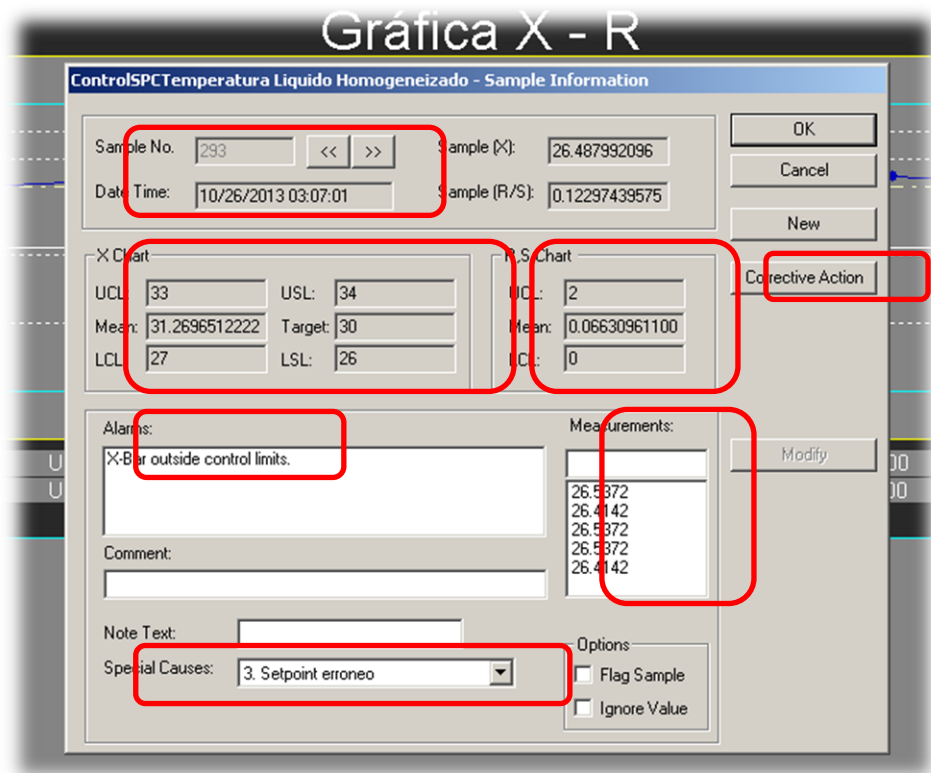 Gráfica X - R
ControlSPCTemperatura Liquido Homogeneizado - Sample Information
Sample No. 293 << >> Sample (X): 26.487992096 OK
Cancel
Date Time: 10/26/2013 03:07:01 Sample (R/S): 0.12297439575
New
X Chart R,S Chart
Corrective Action
UCL: 33 USL: 34 UCL: 2
Mean: 31.2696512222 Target: 30 Mean: 0.06630961100
LCL: 27 LSL: 26 LCL: 0
Alarms: Measurements:
X-Bar outside control limits. Modify
26.5372
26.4142
26.5372
26.5372
26.4142
Comment:
Note Text:
Options
Special Causes: 3. Setpoint erroneo Flag Sample
Ignore Value
U 00
U 00